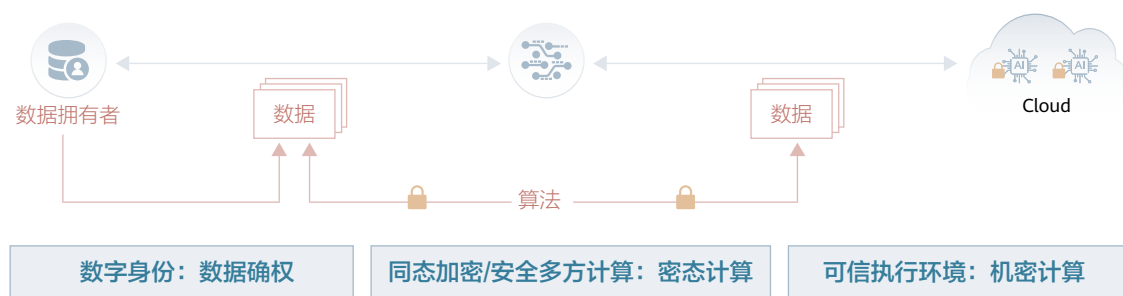 AI
AI
数据拥有者
数据
数据
Cloud
算法
数字身份：数据确权
同态加密/安全多方计算：密态计算
可信执行环境：机密计算